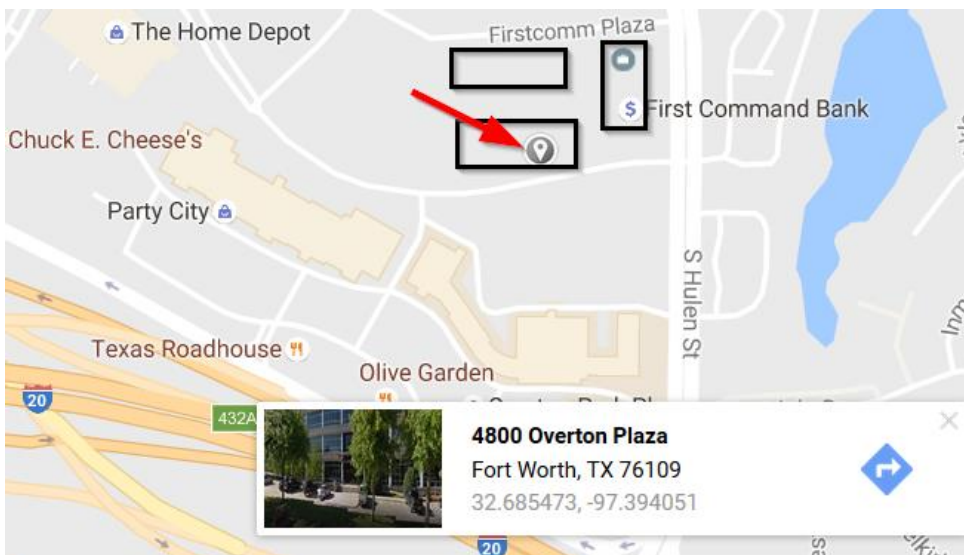 The Home Depot
Firstcomm Plaza
$ First Command Bank
Chuck E. Cheese's
Party City
S Hulen St
Texas Roadhouse
Olive Garden
20
432A
4800 Overton Plaza
Fort Worth, TX 76109
32.685473, -97.394051
20